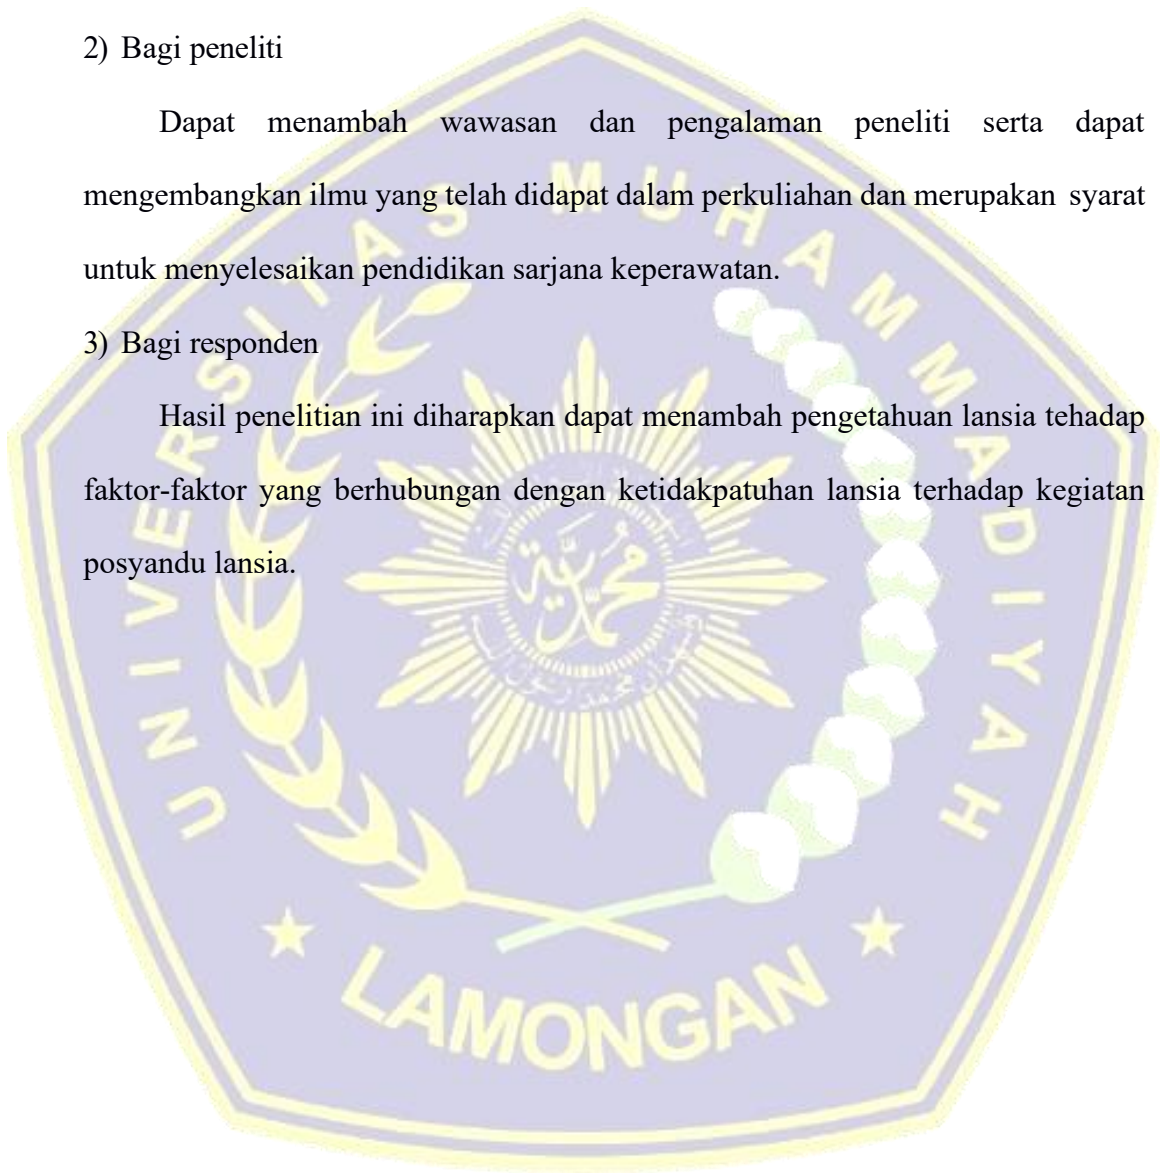 2) Bagi peneliti
Dapat menambah wawasan dan pengalaman peneliti serta dapat
mengembangkan ilmu yang telah didapat dalam perkuliahan dan merupakan syarat
untuk menyelesaikan pendidikan sarjana keperawatan.
3) Bagi responden
Hasil penelitian ini diharapkan dapat menambah pengetahuan lansia tehadap
faktor-faktor yang berhubungan dengan ketidakpatuhan lansia terhadap kegiatan
posyandu lansia.
UNIVERSITAS MUHAMMADIYAH
محمدية
LAMONGAN